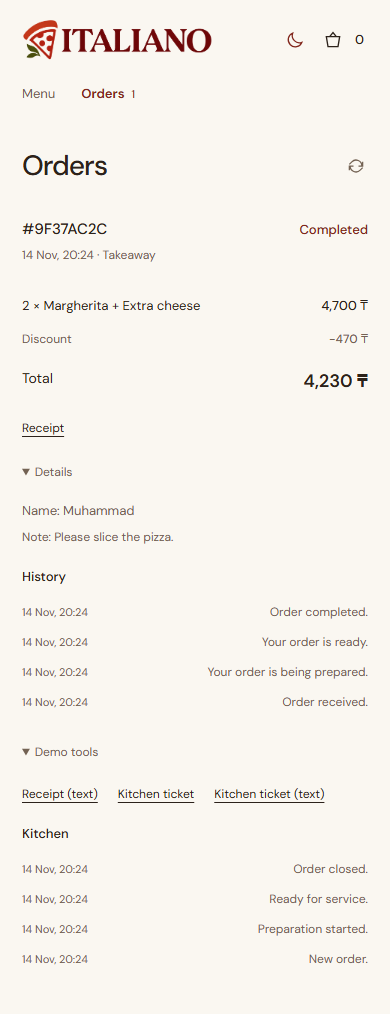 ITALIANO
0
Menu Orders 1
Orders
#9F37AC2C Completed
14 Nov, 20:24 · Takeaway
2 × Margherita + Extra cheese 4,700 ₸
Discount -470 ₸
Total 4,230 ₸
Receipt
▼ Details
Name: Muhammad
Note: Please slice the pizza.
History
14 Nov, 20:24 Order completed.
14 Nov, 20:24 Your order is ready.
14 Nov, 20:24 Your order is being prepared.
14 Nov, 20:24 Order received.
▼ Demo tools
Receipt (text) Kitchen ticket Kitchen ticket (text)
Kitchen
14 Nov, 20:24 Order closed.
14 Nov, 20:24 Ready for service.
14 Nov, 20:24 Preparation started.
14 Nov, 20:24 New order.